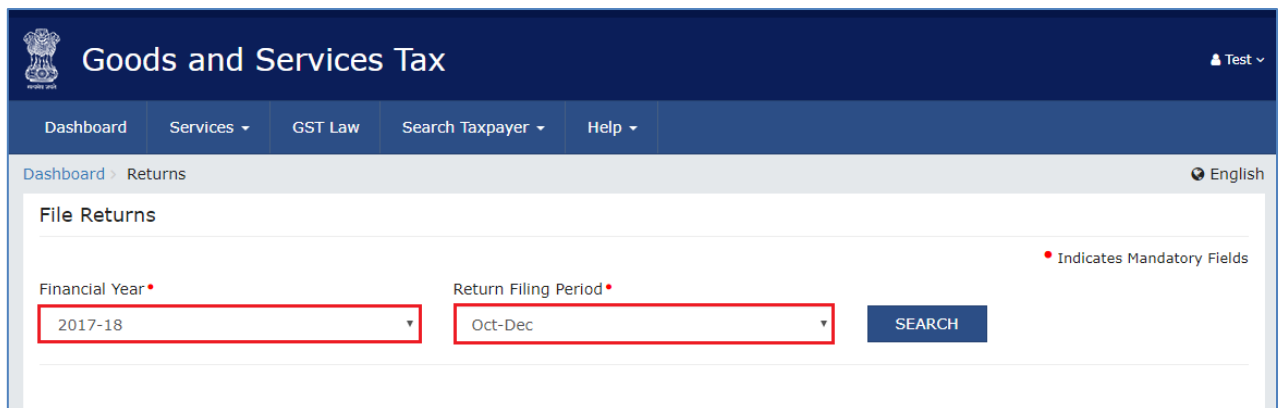 Goods and Services Tax
Test
Dashboard Services GST Law Search Taxpayer Help
Dashboard > Returns English
File Returns
• Indicates Mandatory Fields
Financial Year • Return Filing Period •
2017-18 Oct-Dec SEARCH